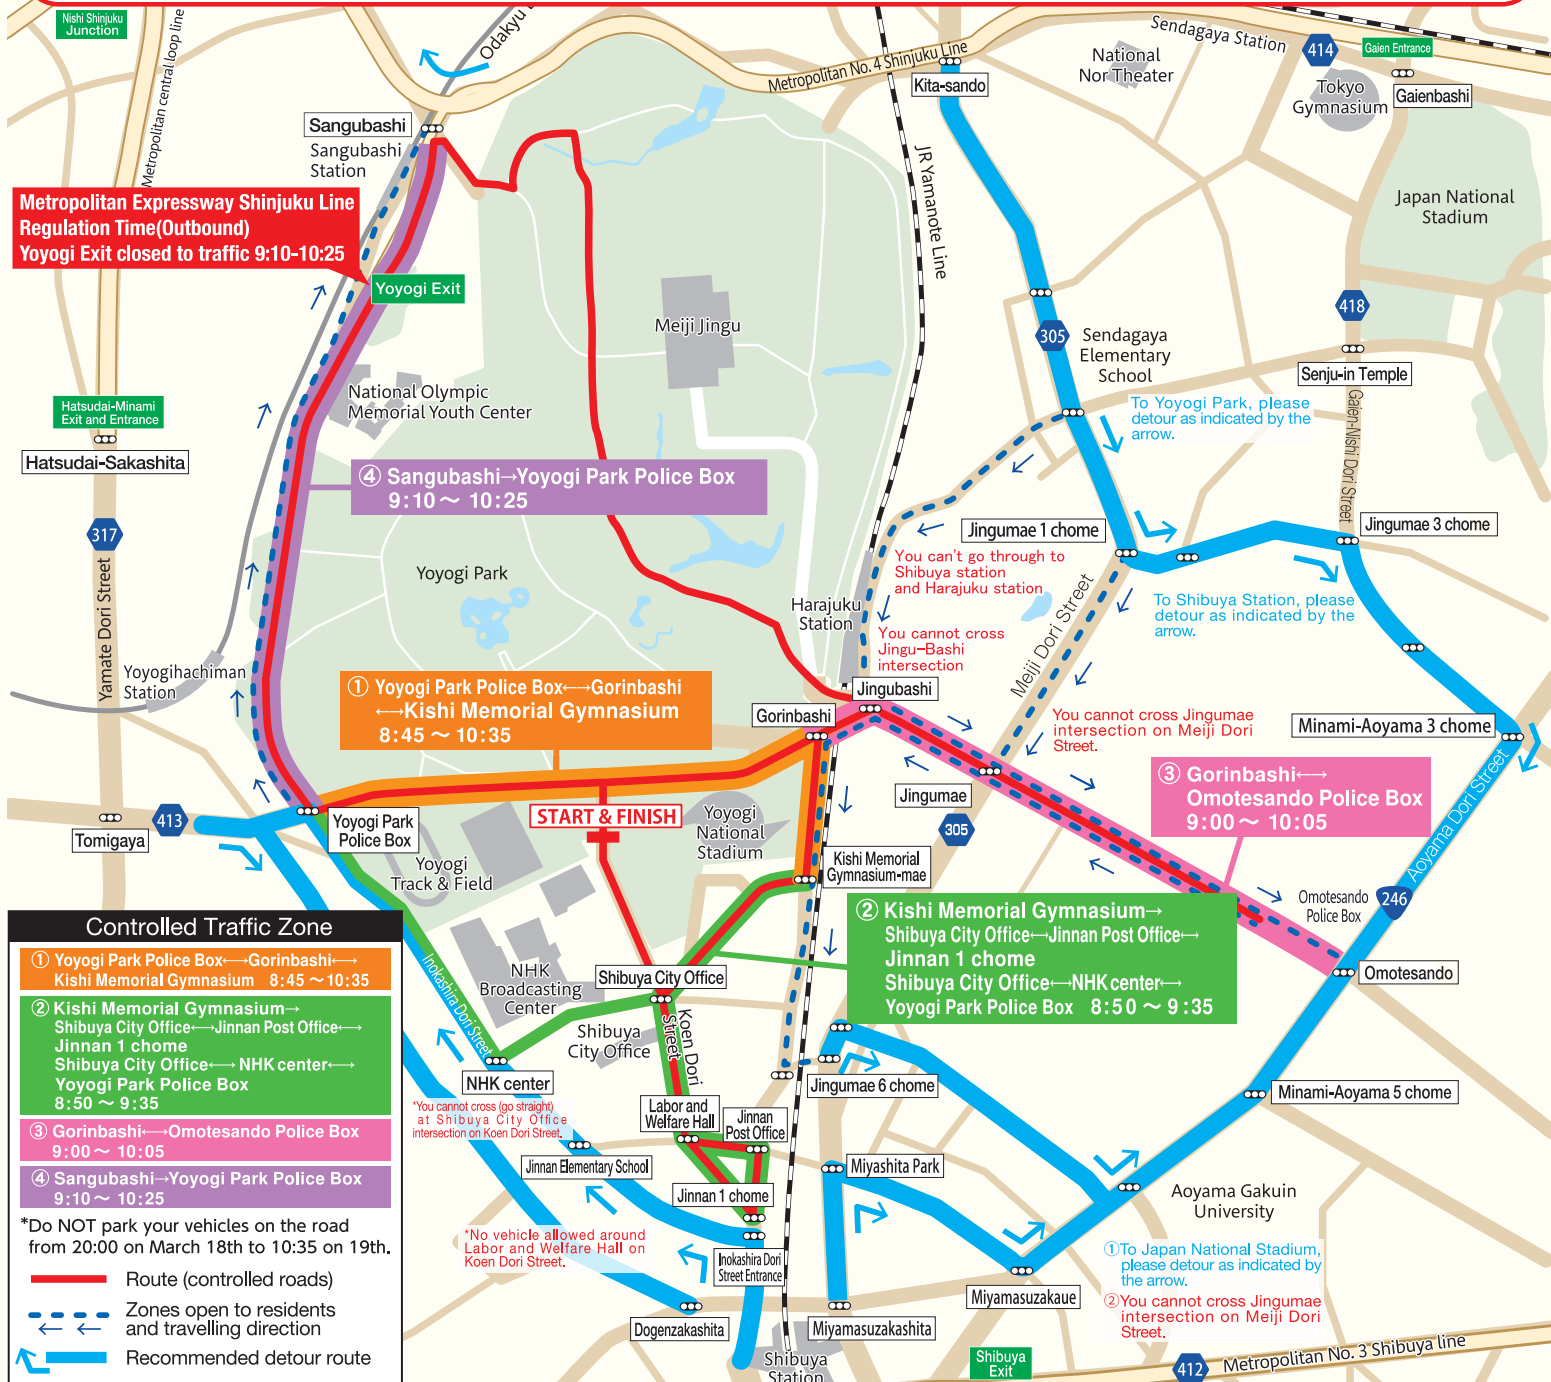 Nishi Shinjuku
Junction
Metropolitan central loop line
Odakyu
Sendagaya Station
414
Gaien Entrance
National
Nor Theater
Metropolitan No. 4 Shinjuku Line
Kita-sando
Tokyo
Gymnasium
Gaienbashi
Sangubashi
Sangubashi
Station
JR Yamanote Line
Japan National
Stadium
Metropolitan Expressway Shinjuku Line
Regulation Time(Outbound)
Yoyogi Exit closed to traffic 9:10-10:25
Yoyogi Exit
Meiji Jingu
418
305
Sendagaya
Elementary
School
Senju-in Temple
Gaien-Nishi Dori Street
National Olympic
Memorial Youth Center
Hatsudai-Minami
Exit and Entrance
Hatsudai-Sakashita
To Yoyogi Park, please
detour as indicated by the
arrow.
④ Sangubashi→Yoyogi Park Police Box
9:10～ 10:25
317
Yamate Dori Street
Jingumae 1 chome
Jingumae 3 chome
You can't go through to
Shibuya station
and Harajuku station
Yoyogi Park
Harajuku
Station
Meiji Dori Street
To Shibuya Station, please
detour as indicated by the
arrow.
You cannot cross
Jingu-Bashi
intersection
Yoyogihachiman
Station
① Yoyogi Park Police Box←→Gorinbashi
←→Kishi Memorial Gymnasium
8:45 ～ 10:35
Jingubashi
Gorinbashi
You cannot cross Jingumae
intersection on Meiji Dori
Street.
Minami-Aoyama 3 chome
③ Gorinbashi←→
Omotesando Police Box
9:00～ 10:05
Aoyama Dori Street
Jingumae
305
START & FINISH
Yoyogi
National
Stadium
413
Tomigaya
Yoyogi Park
Police Box
Yoyogi
Track & Field
Kishi Memorial
Gymnasium-mae
Omotesando
Police Box
246
② Kishi Memorial Gymnasium→
Shibuya City Office←→Jinnan Post Office←→
Jinnan 1 chome
Shibuya City Office←→NHK center←→
Yoyogi Park Police Box 8:50 ～ 9:35
Omotesando
Controlled Traffic Zone
① Yoyogi Park Police Box←→Gorinbashi←→
Kishi Memorial Gymnasium 8:45 ～10:35
② Kishi Memorial Gymnasium→
Shibuya City Office←→Jinnan Post Office←→
Jinnan 1 chome
Shibuya City Office←→ NHK center←→
Yoyogi Park Police Box
8:50 ～ 9:35
③ Gorinbashi←→Omotesando Police Box
9:00～ 10:05
④ Sangubashi→Yoyogi Park Police Box
9:10～ 10:25
*Do NOT park your vehicles on the road
from 20:00 on March 18th to 10:35 on 19th.
Route (controlled roads)
Zones open to residents
and travelling direction
Recommended detour route
Inokashira Dori Street
NHK
Broadcasting
Center
Shibuya City Office
Shibuya
City Office
Koen Dori
Street
NHK center
*You cannot cross (go straight)
at Shibuya City Office
intersection on Koen Dori Street.
Labor and
Welfare Hall
Jinnan
Post Office
Jingumae 6 chome
Minami-Aoyama 5 chome
Jinnan Elementary School
Jinnan 1 chome
Miyashita Park
Aoyama Gakuin
University
*No vehicle allowed around
Labor and Welfare Hall on
Koen Dori Street.
Inokashira Dori
Street Entrance
①To Japan National Stadium,
please detour as indicated by
the arrow.
②You cannot cross Jingumae
intersection on Meiji Dori
Street.
Miyamasuzakaue
Dogenzakashita
Miyamasuzakashita
Shibuya
Station
Shibuya
Exit
412
Metropolitan No. 3 Shibuya line